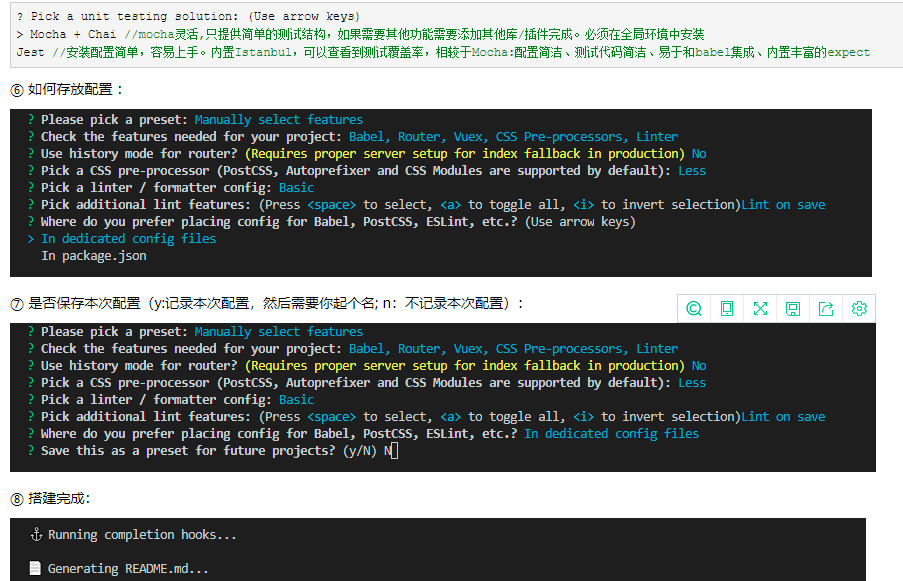 ? Pick a unit testing solution: (Use arrow keys)
> Mocha + Chai //mocha灵活,只提供简单的测试结构，如果需要其他功能需要添加其他库/插件完成。必须在全局环境中安装
Jest //安装配置简单，容易上手。内置Istanbul，可以查看到测试覆盖率，相较于Mocha:配置简洁、测试代码简洁、易于和babel集成、内置丰富的expect
⑥ 如何存放配置 :
? Please pick a preset: Manually select features
? Check the features needed for your project: Babel, Router, Vuex, CSS Pre-processors, Linter
? Use history mode for router? (Requires proper server setup for index fallback in production) No
? Pick a CSS pre-processor (PostCSS, Autoprefixer and CSS Modules are supported by default): Less
? Pick a linter / formatter config: Basic
? Pick additional lint features: (Press <space> to select, <a> to toggle all, <i> to invert selection)Lint on save
? Where do you prefer placing config for Babel, PostCSS, ESLint, etc.? (Use arrow keys)
> In dedicated config files
In package.json
⑦ 是否保存本次配置（y:记录本次配置，然后需要你起个名; n：不记录本次配置）:
? Please pick a preset: Manually select features
? Check the features needed for your project: Babel, Router, Vuex, CSS Pre-processors, Linter
? Use history mode for router? (Requires proper server setup for index fallback in production) No
? Pick a CSS pre-processor (PostCSS, Autoprefixer and CSS Modules are supported by default): Less
? Pick a linter / formatter config: Basic
? Pick additional lint features: (Press <space> to select, <a> to toggle all, <i> to invert selection)Lint on save
? Where do you prefer placing config for Babel, PostCSS, ESLint, etc.? In dedicated config files
? Save this as a preset for future projects? (y/N) N
⑧ 搭建完成:
⚓ Running completion hooks...
📄 Generating README.md...